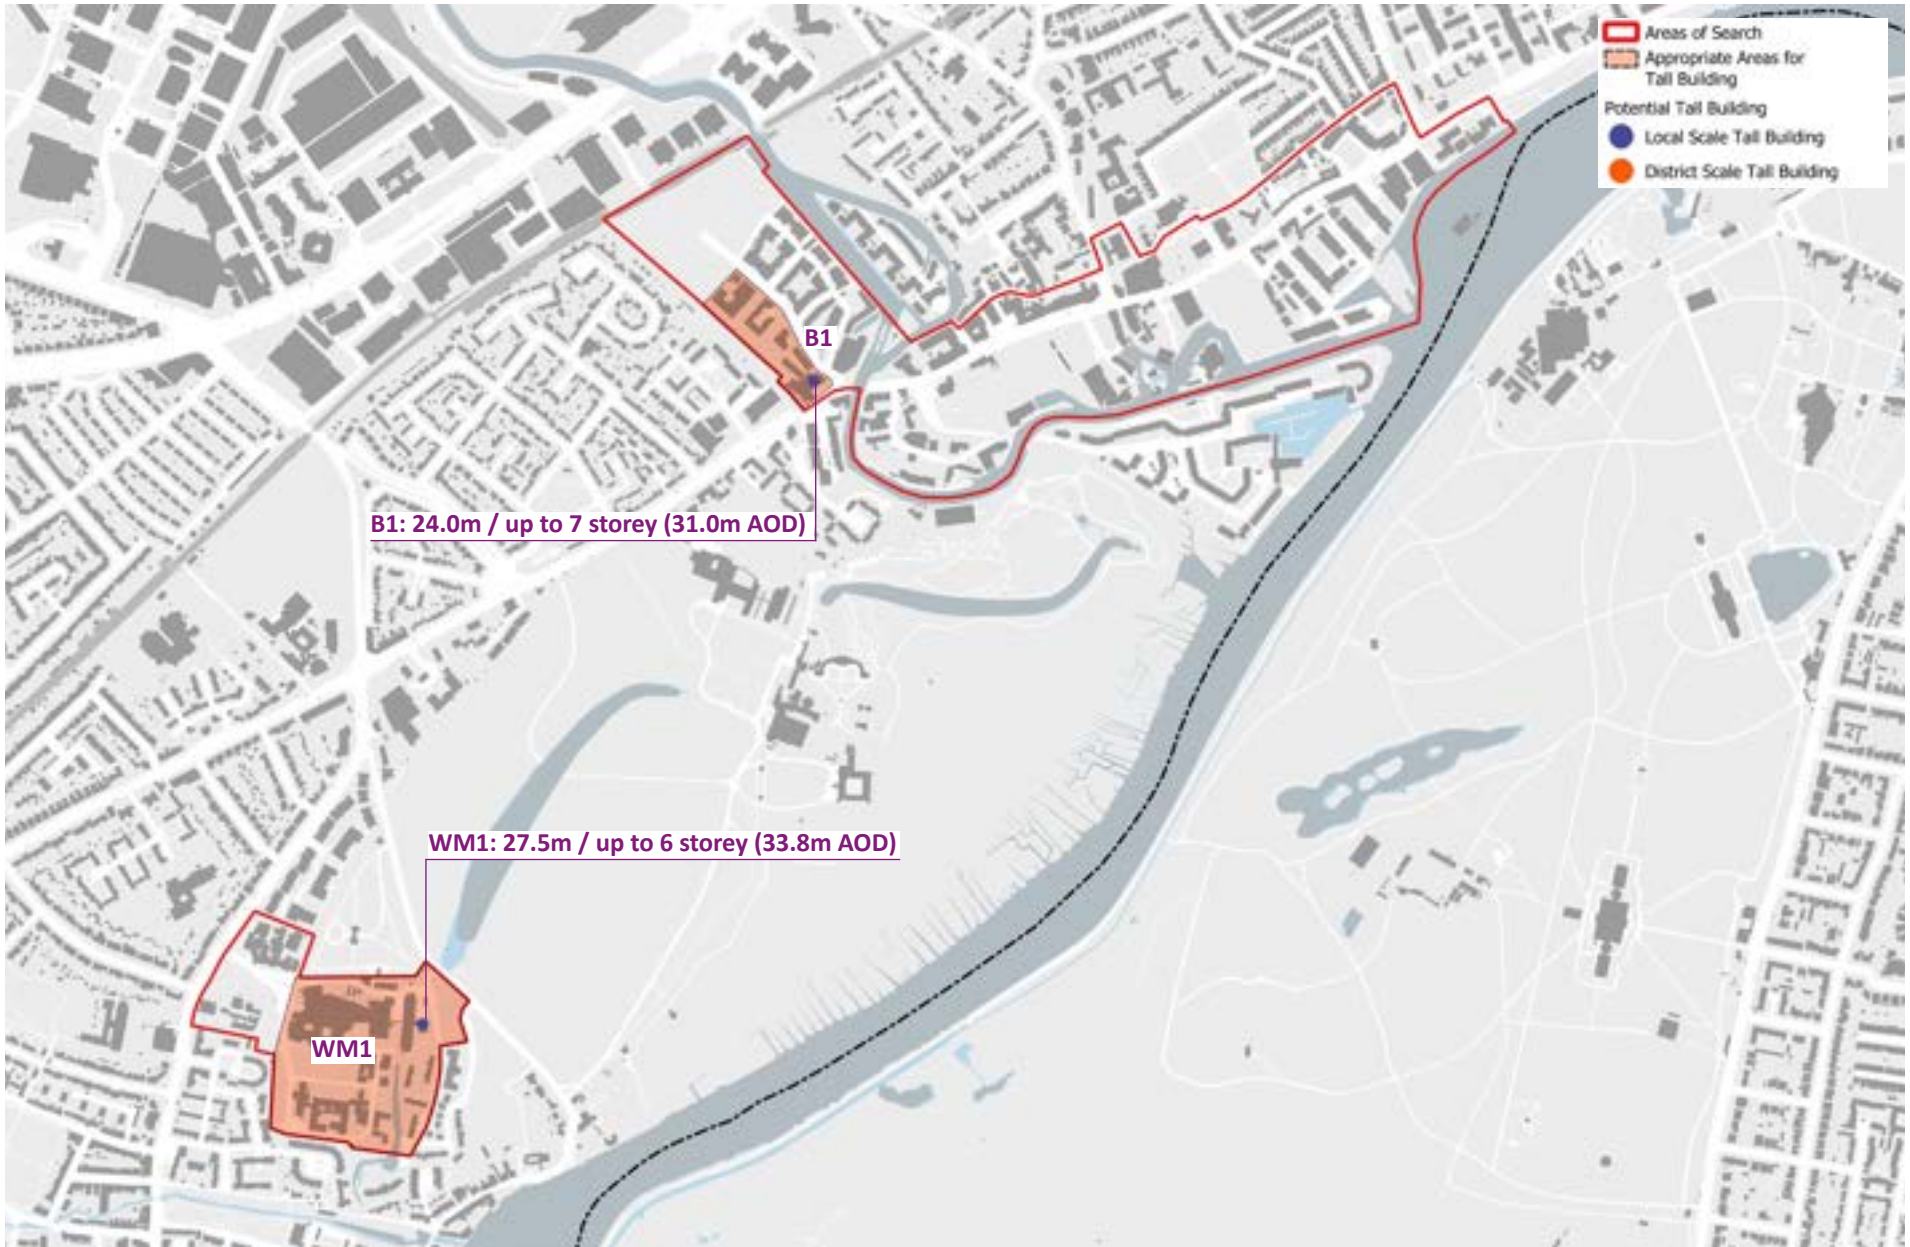 Areas of Search
Appropriate Areas for
Tall Building
Potential Tall Building
Local Scale Tall Building
District Scale Tall Building
B1
B1: 24.0m / up to 7 storey (31.0m AOD)
WM1: 27.5m / up to 6 storey (33.8m AOD)
WM1